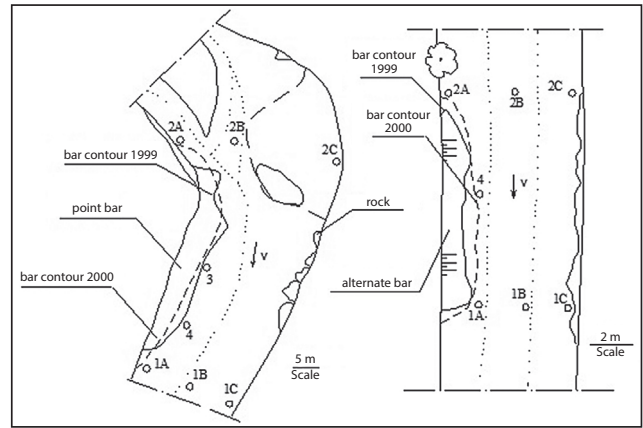 2A
2B
2C
bar contour 1999
point bar
bar contour 2000
rock
v
3
4
1A
1B
1C
5 m
Scale
bar contour
1999
bar contour
2000
2A
2B
2C
4
v
alternate bar
1A
1B
1C
2 m
Scale